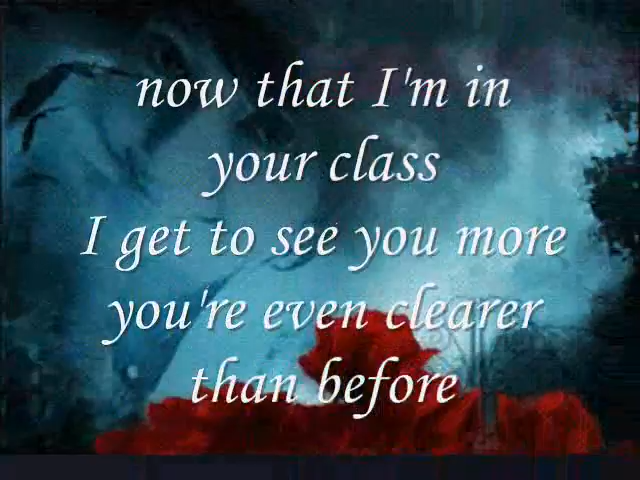 now that I'm in
your class
I get to see you more
you're even clearer
than before